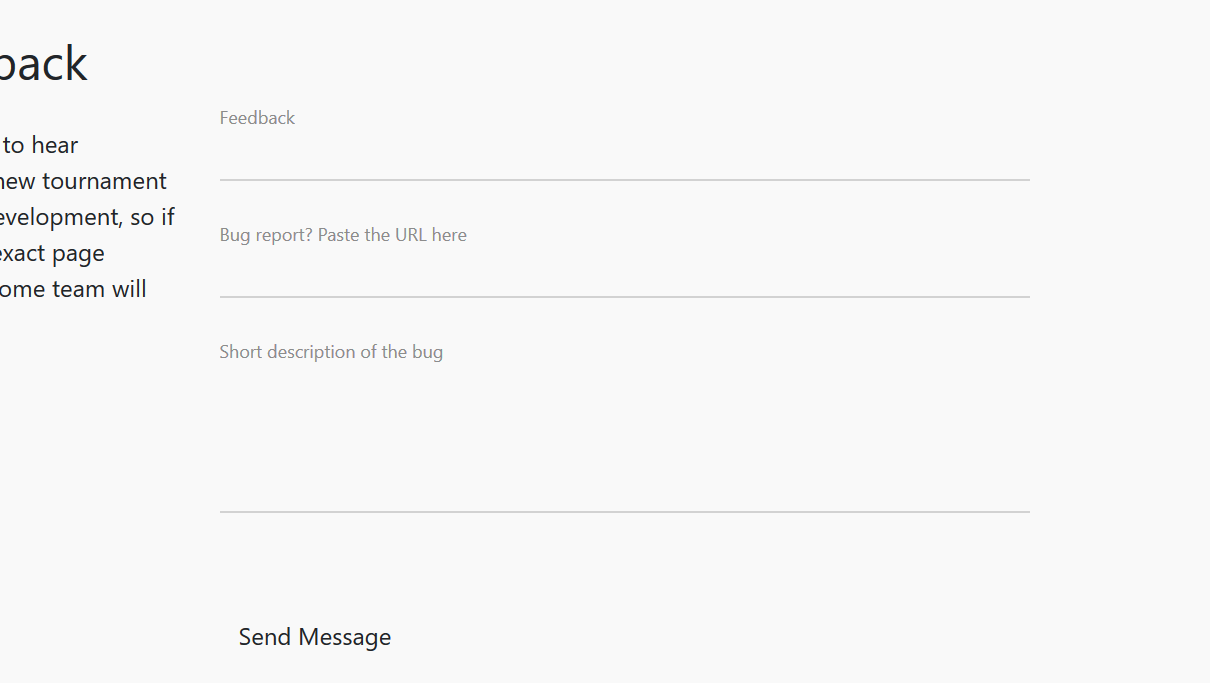 back
to hear
new tournament
evelopment, so if
exact page
ome team will
Feedback
Bug report? Paste the URL here
Short description of the bug
Send Message